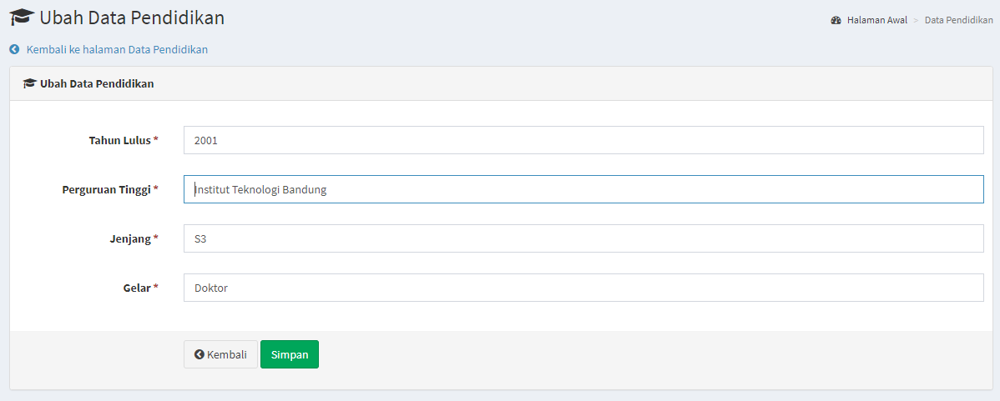 Ubah Data Pendidikan
Halaman Awal > Data Pendidikan
Kembali ke halaman Data Pendidikan
Ubah Data Pendidikan
Tahun Lulus * 2001
Perguruan Tinggi * Institut Teknologi Bandung
Jenjang * S3
Gelar * Doktor
Kembali Simpan